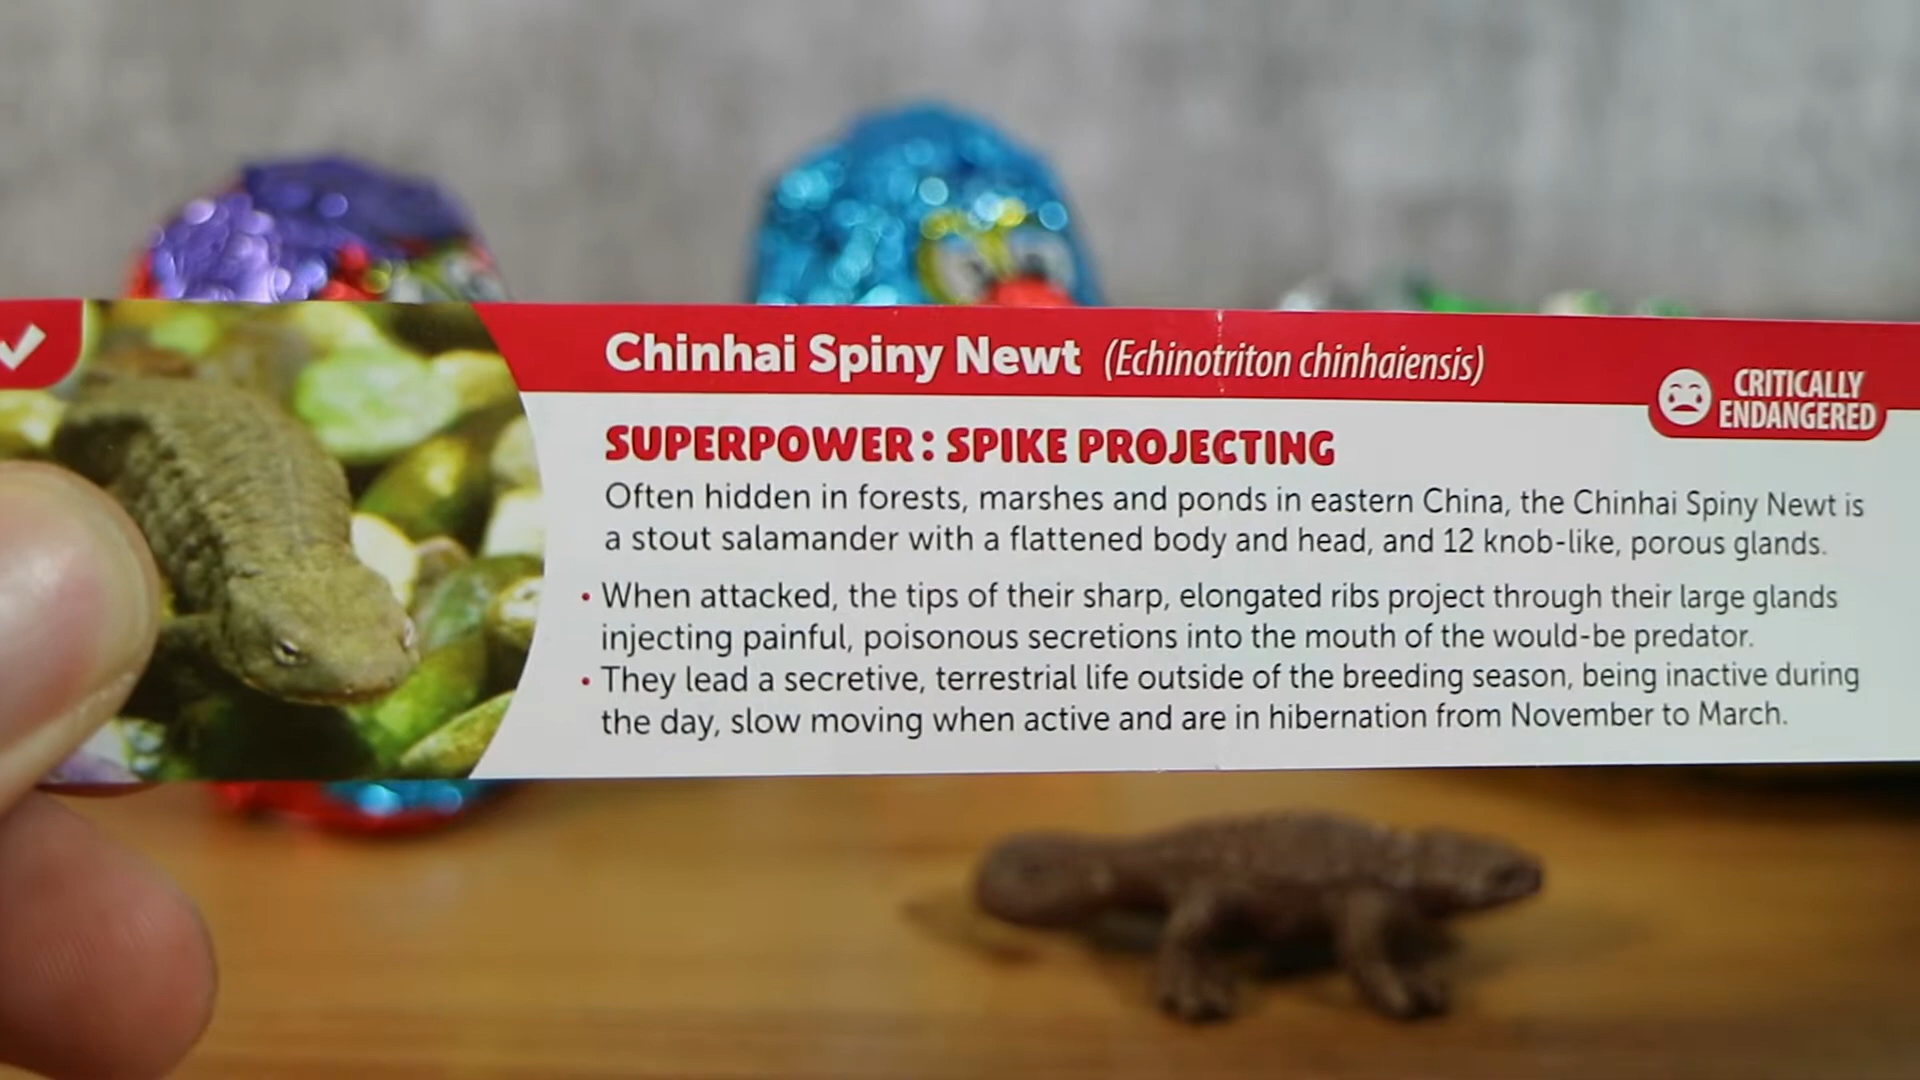 Chinhai Spiny Newt (Echinotriton chinhaiensis)
CRITICALLY
ENDANGERED
SUPERPOWER: SPIKE PROJECTING
Often hidden in forests, marshes and ponds in eastern China, the Chinhai Spiny Newt is
a stout salamander with a flattened body and head, and 12 knob-like, porous glands.
• When attacked, the tips of their sharp, elongated ribs project through their large glands
injecting painful, poisonous secretions into the mouth of the would-be predator.
• They lead a secretive, terrestrial life outside of the breeding season, being inactive during
the day, slow moving when active and are in hibernation from November to March.